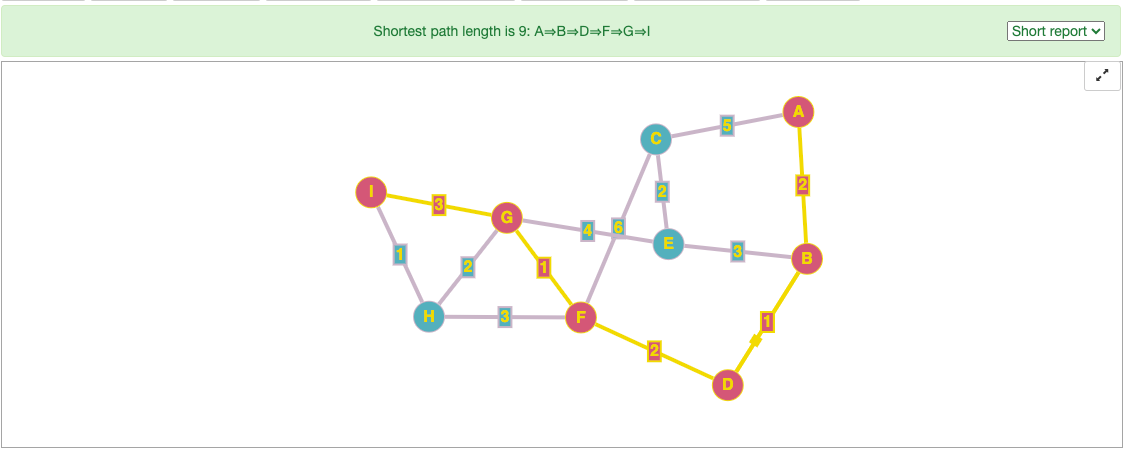 Shortest path length is 9: A⇒B⇒D⇒F⇒G⇒I
Short report
A
5
C
2
2
I
3
G
6
4
E
3
B
1
2
1
H
3
F
1
2
D